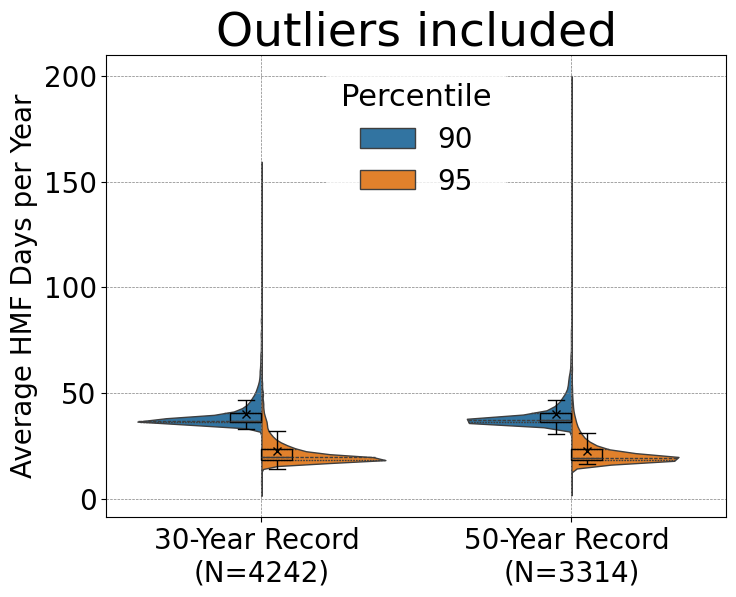 Outliers included
Average HMF Days per Year
200
150
100
50
0
Percentile
90
95
30-Year Record
(N=4242)
50-Year Record
(N=3314)